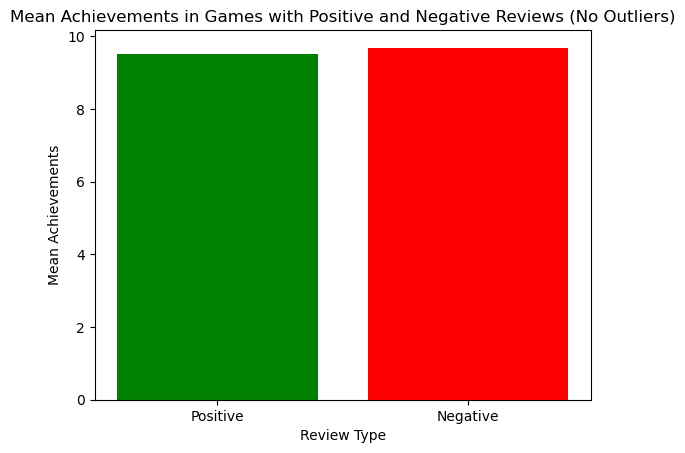 Mean Achievements in Games with Positive and Negative Reviews (No Outliers)
10
8
6
4
2
0
Mean Achievements
Positive Negative
Review Type